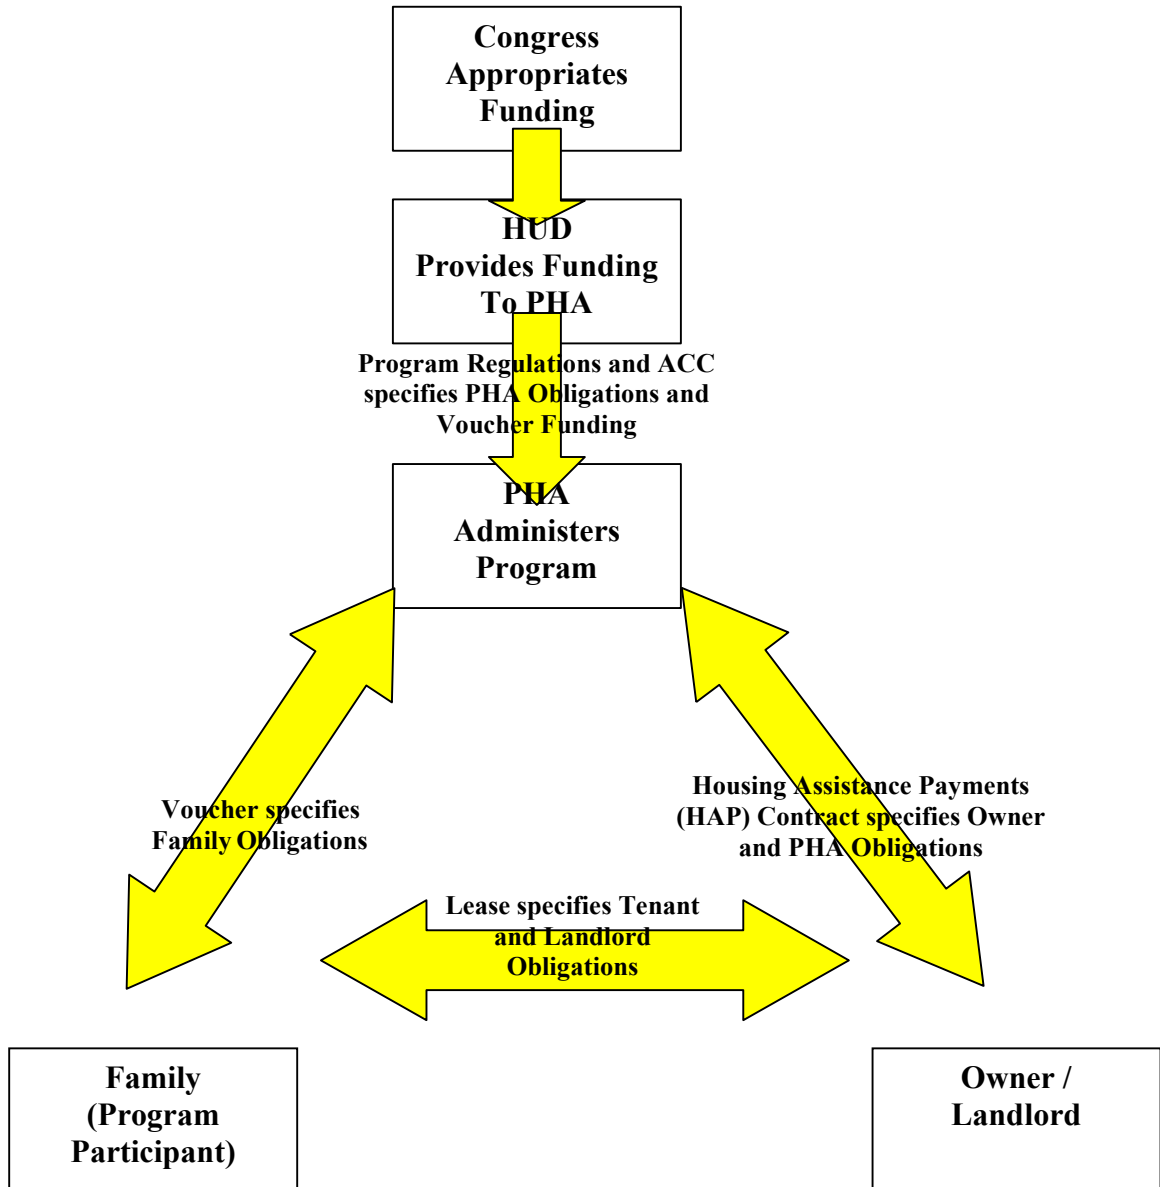 Congress
Appropriates
Funding
HUD
Provides Funding
To PHA
Program Regulations and ACC
specifies PHA Obligations and
Voucher Funding
PHA
Administers
Program
Voucher specifies
Family Obligations
Housing Assistance Payments
(HAP) Contract specifies Owner
and PHA Obligations
Lease specifies Tenant
and Landlord
Obligations
Family
(Program
Participant)
Owner /
Landlord